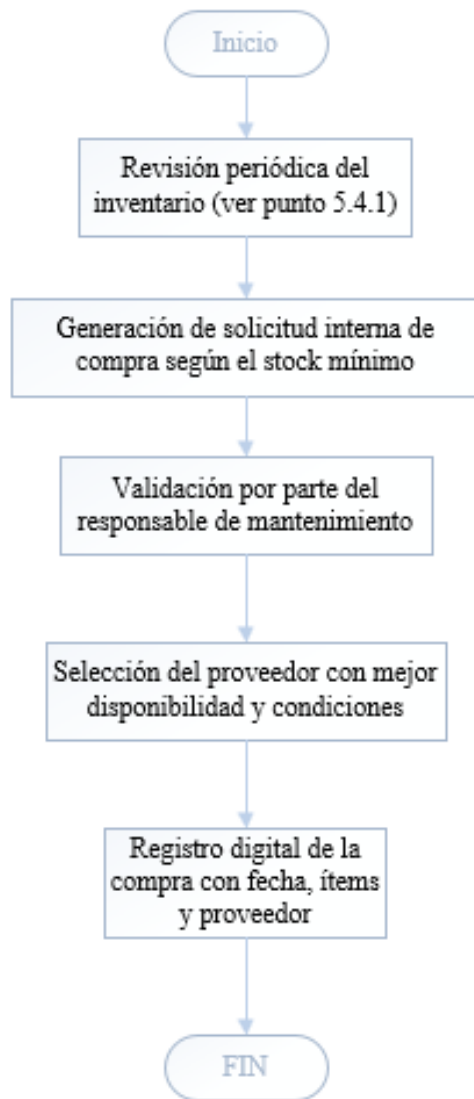 Inicio
Revisión periódica del
inventario (ver punto 5.4.1)
Generación de solicitud interna de
compra según el stock mínimo
Validación por parte del
responsable de mantenimiento
Selección del proveedor con mejor
disponibilidad y condiciones
Registro digital de la
compra con fecha, ítems
y proveedor
FIN